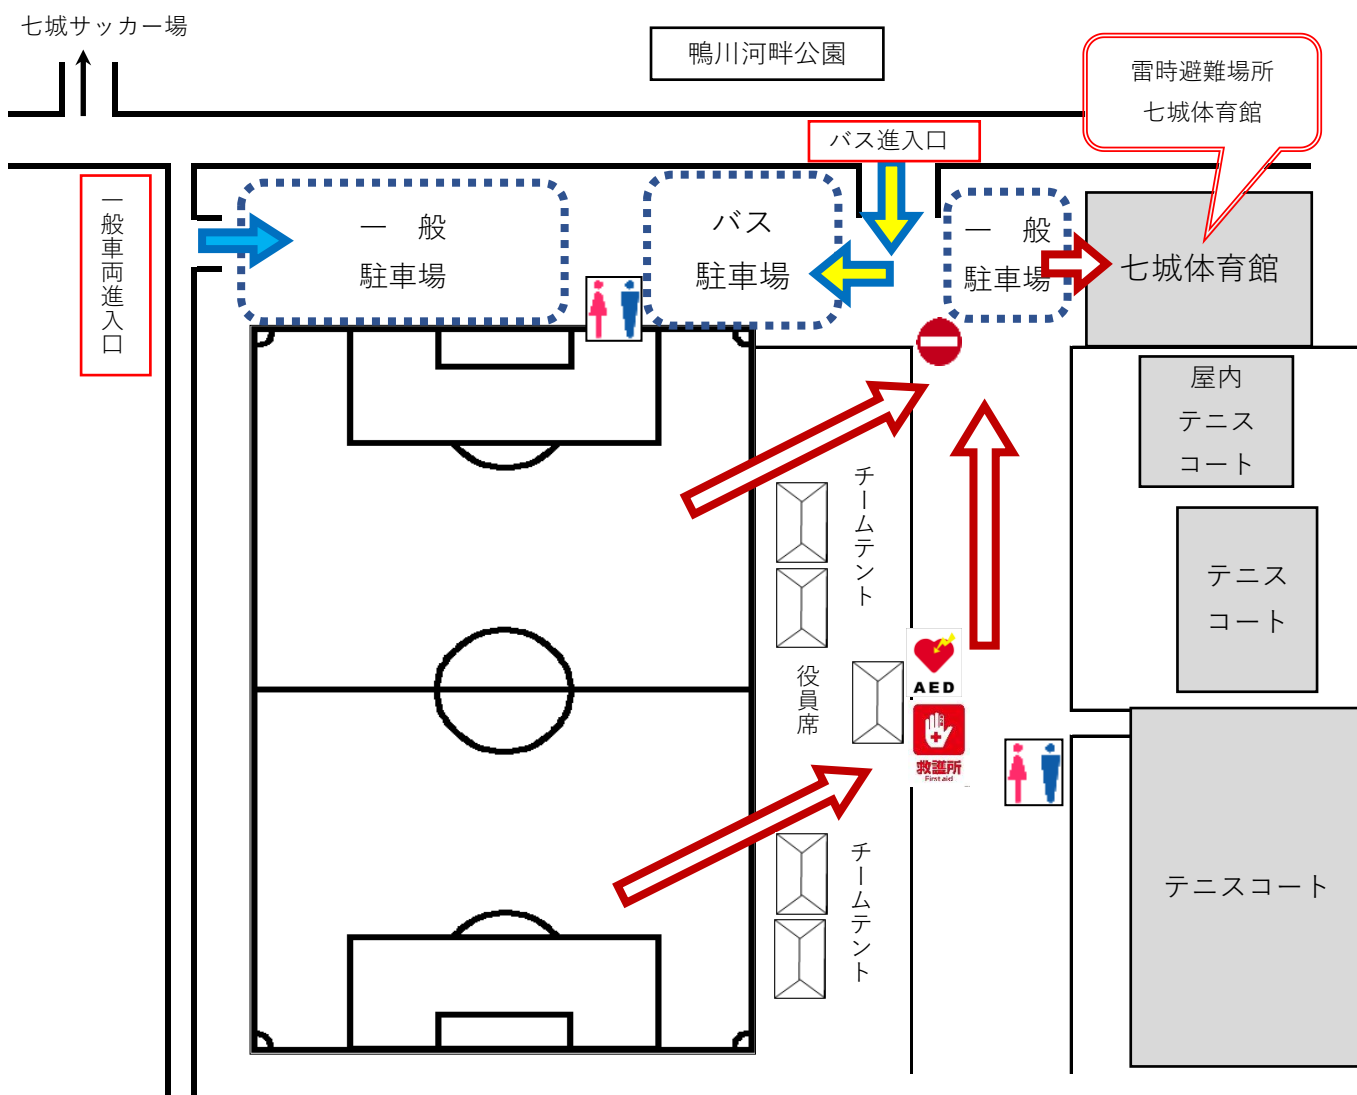 七城サッカー場
鴨川河畔公園
雷時避難場所
七城体育館
バス進入口
一般車両進入口
一 般
駐車場
バス
駐車場
一 般
駐車場
七城体育館
屋内
テニス
コート
チームテント
テニス
コート
役員席
AED
救護所
First aid
チームテント
テニスコート